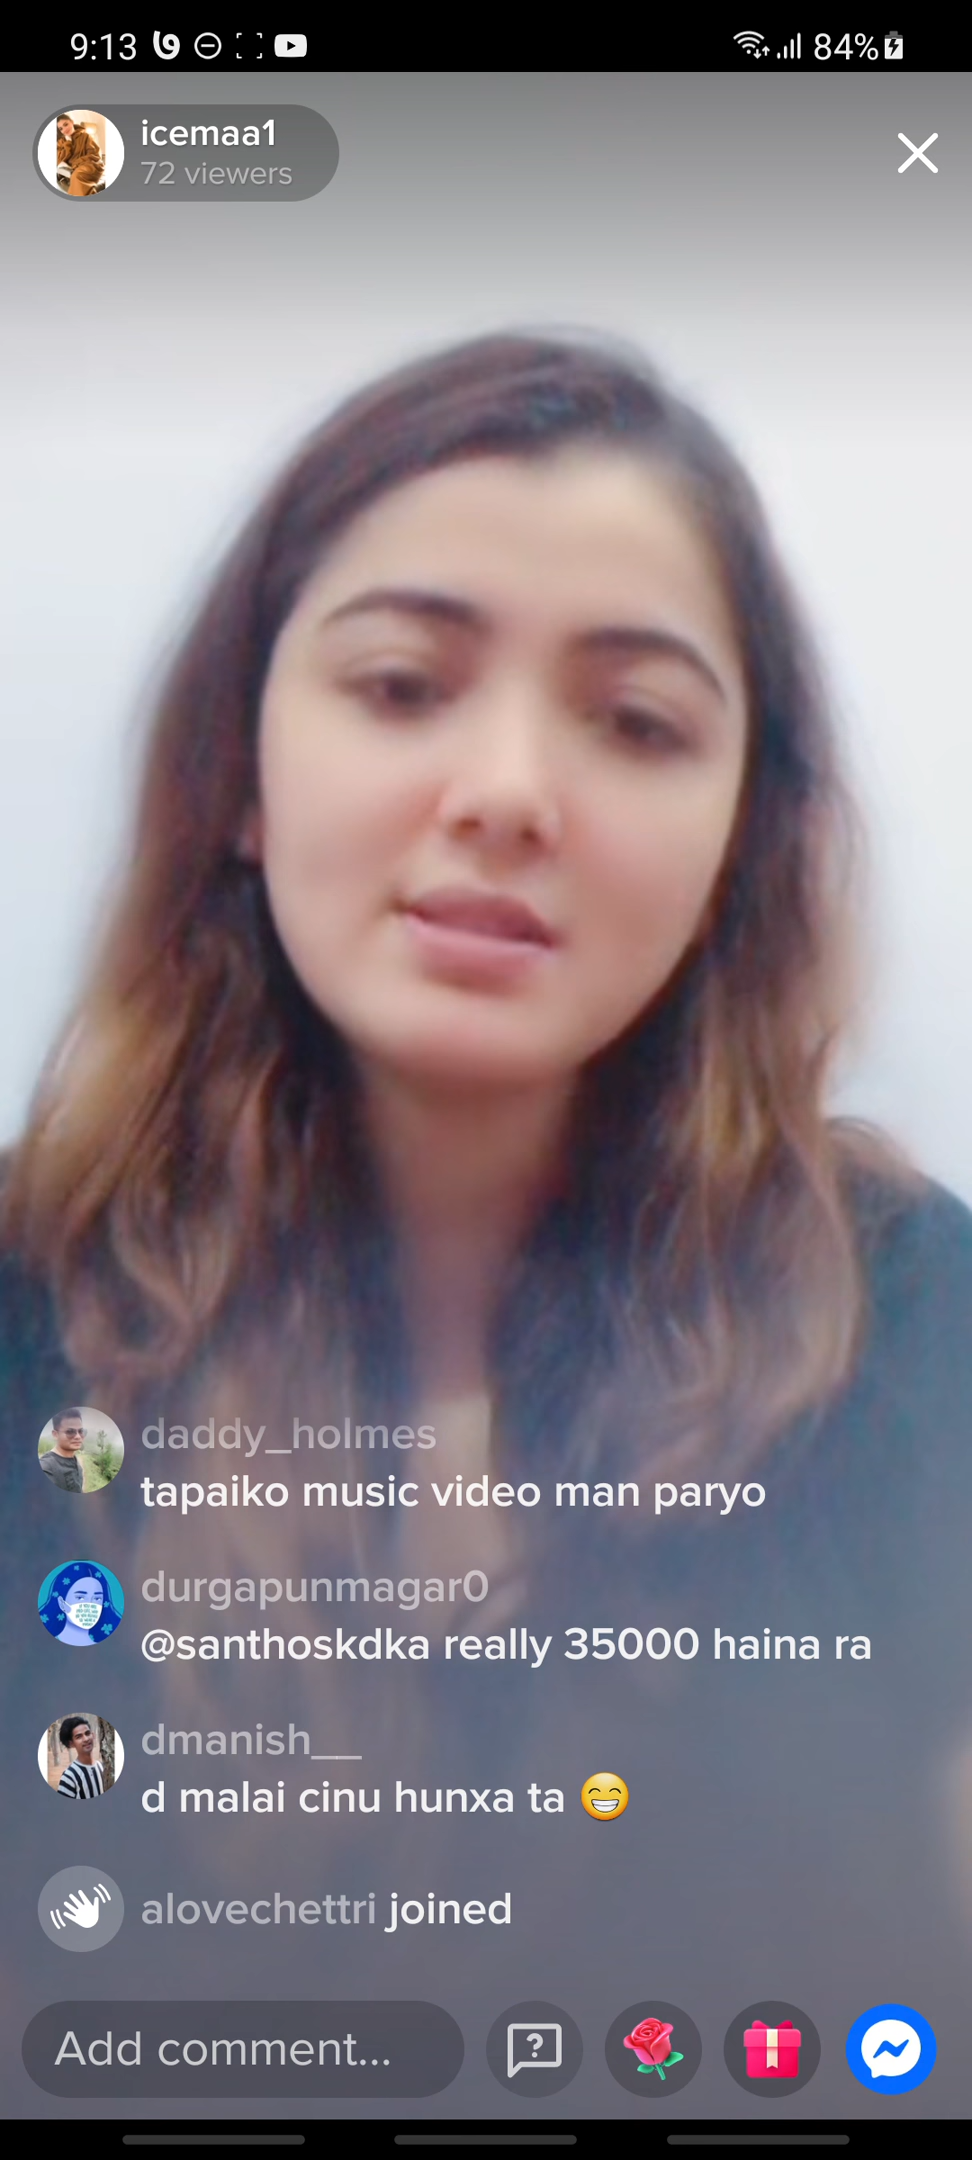 9:13
84%
icemaa1
72 viewers
daddy_holmes
tapaiko music video man paryo
durgapunmagar0
@santhoskdka really 35000 haina ra
dmanish__
d malai cinu hunxa ta 😁
alovechettri joined
Add comment...